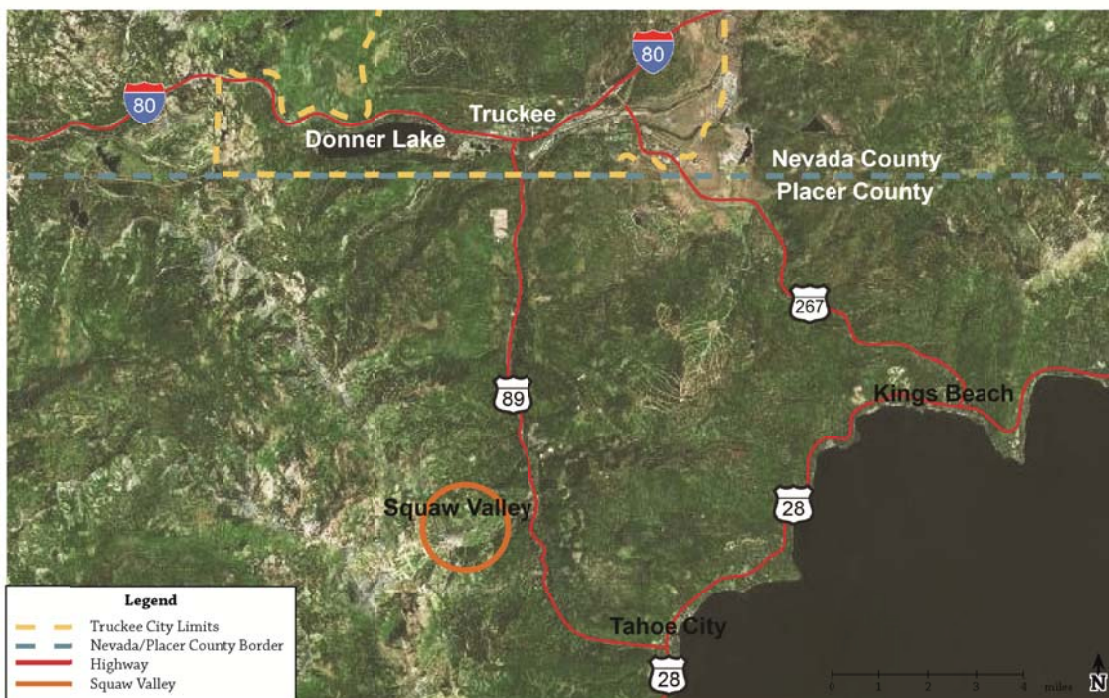 80
80
Truckee
Donner Lake
Nevada County
Placer County
267
89
Kings Beach
Squaw Valley
28
Tahoe City
28
Legend
Truckee City Limits
Nevada/Placer County Border
Highway
Squaw Valley
0 1 2 3 4
miles
N